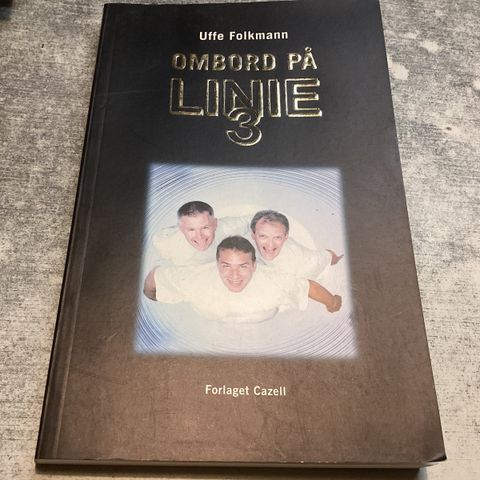 Uffe Folkmann
OMBORD PÅ
LINIE
3
Forlaget Cazell